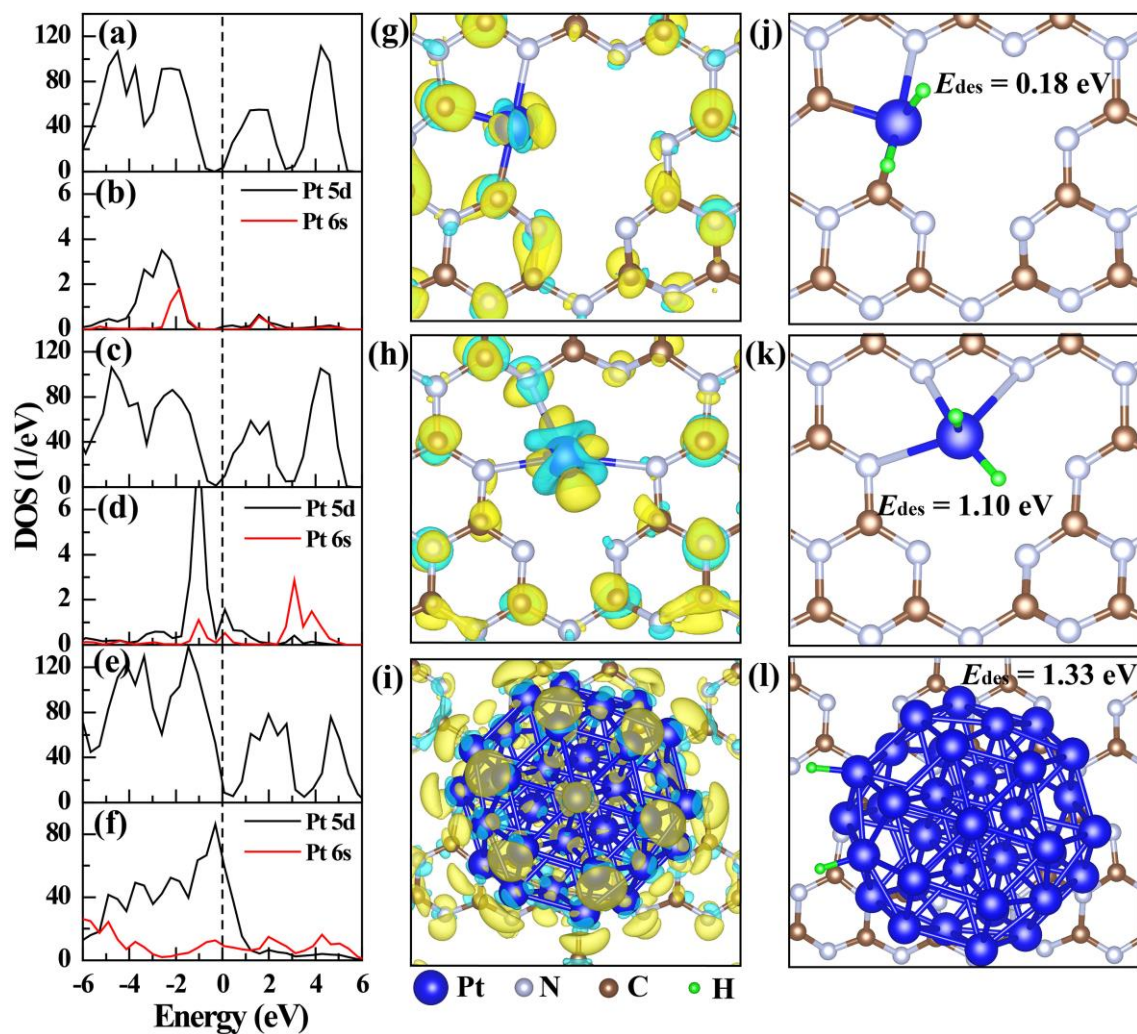 DOS (1/eV)
(a)
120
80
40
0
(b)
Pt 5d
Pt 6s
6
4
2
0
(c)
120
80
40
0
(d)
Pt 5d
Pt 6s
6
4
2
0
(e)
120
80
40
0
(f)
Pt 5d
Pt 6s
80
40
0
-6 -4 -2 0 2 4 6
Energy (eV)
(g)
(h)
(i)
(j)
Edes = 0.18 eV
(k)
Edes = 1.10 eV
(l)
Edes = 1.33 eV
Pt N C H